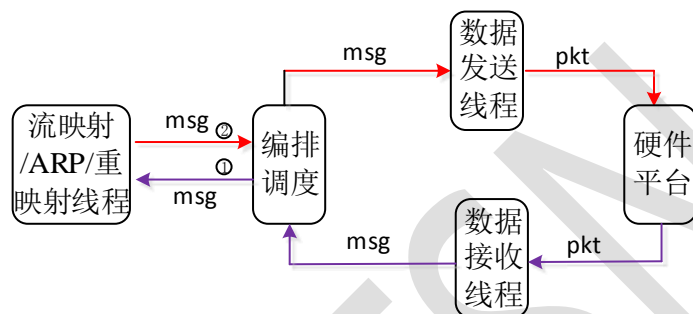 数据
发送
线程
msg
pkt
流映射
/ARP/重
映射线程
msg ②
①
msg
编排
调度
硬件
平台
数据
接收
线程
msg
pkt